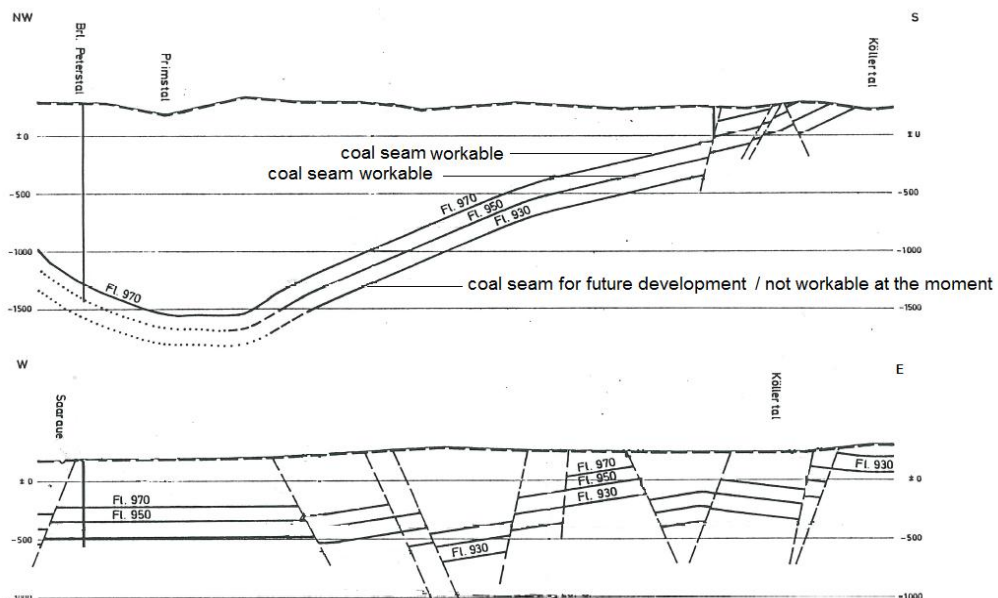 NW
S
Brl. Peterstal
Primstal
Köllertal
± 0
± 0
coal seam workable
coal seam workable
-500
-500
Fl. 970
Fl. 950
Fl. 930
-1000
-1000
Fl. 970
coal seam for future development / not workable at the moment
-1500
-1500
W
E
Saaraue
Köllertal
± 0
± 0
Fl. 970
Fl. 950
Fl. 930
Fl. 930
Fl. 970
Fl. 950
-500
-500
Fl. 930
-1000